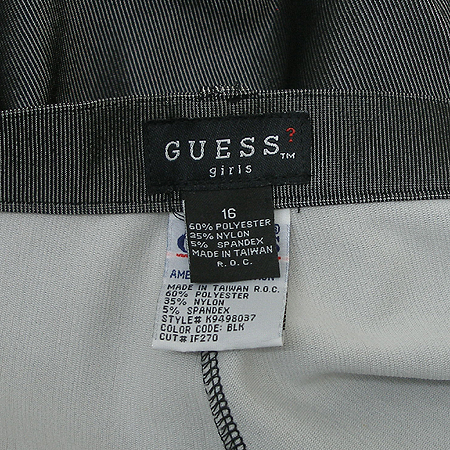 GUESS?™
girls
16
60% POLYESTER
35% NYLON
5% SPANDEX
MADE IN TAIWAN
R.O.C.
MADE IN TAIWAN R.O.C.
60% POLYESTER
35% NYLON
5% SPANDEX
STYLE# K9498037
COLOR CODE: BLK
CUT# IF270